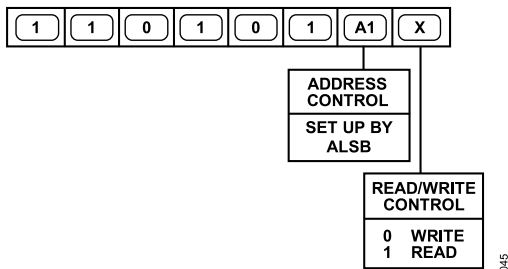 1 1 0 1 0 1 A1 X
ADDRESS
CONTROL
SET UP BY
ALSB
READ/WRITE
CONTROL
0 WRITE
1 READ
045